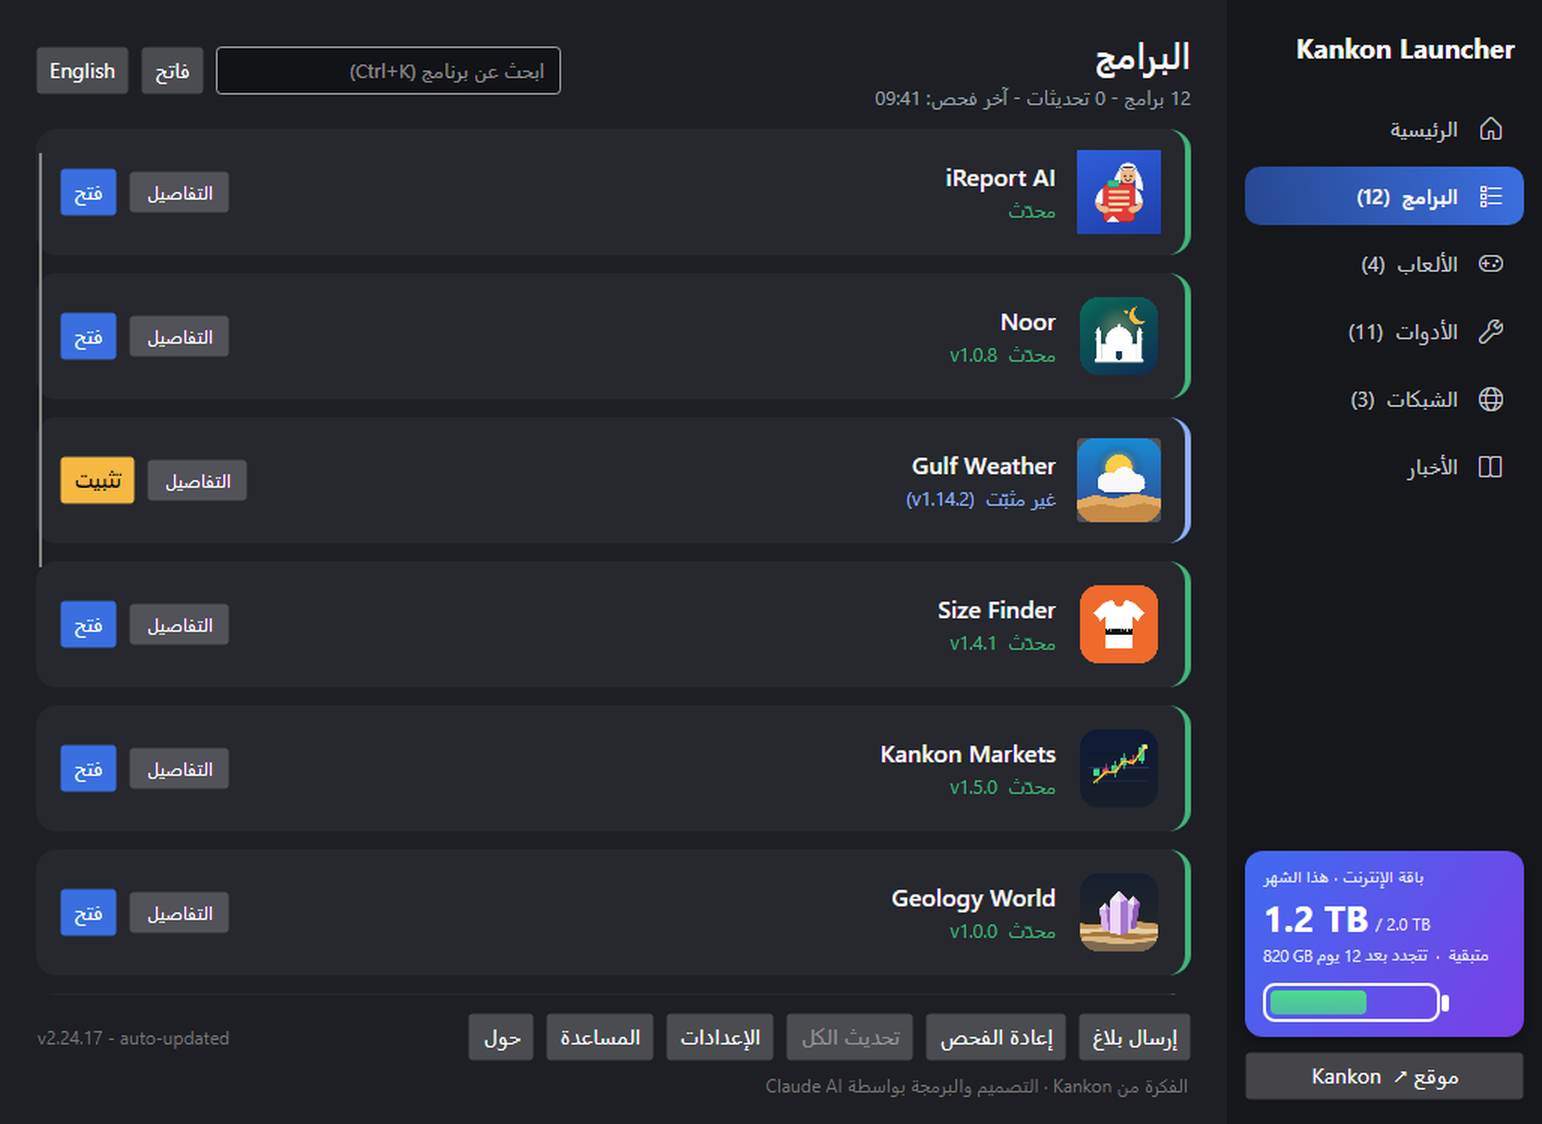 Kankon Launcher
الرئيسية
البرامج (12)
الألعاب (4)
الأدوات (11)
الشبكات (3)
الأخبار
باقة الإنترنت · هذا الشهر
1.2 TB / 2.0 TB
820 GB متبقية · تتجدد بعد 12 يوم
موقع Kankon ↗
البرامج
12 برامج - 0 تحديثات - آخر فحص: 09:41
ابحث عن برنامج (Ctrl+K)
فاتح
English
iReport AI
محدّث
التفاصيل
فتح
Noor
محدّث v1.0.8
التفاصيل
فتح
Gulf Weather
غير مثبّت (v1.14.2)
التفاصيل
تثبيت
Size Finder
محدّث v1.4.1
التفاصيل
فتح
Kankon Markets
محدّث v1.5.0
التفاصيل
فتح
Geology World
محدّث v1.0.0
التفاصيل
فتح
إرسال بلاغ
إعادة الفحص
تحديث الكل
الإعدادات
المساعدة
حول
v2.24.17 - auto-updated
الفكرة من Kankon · التصميم والبرمجة بواسطة Claude AI